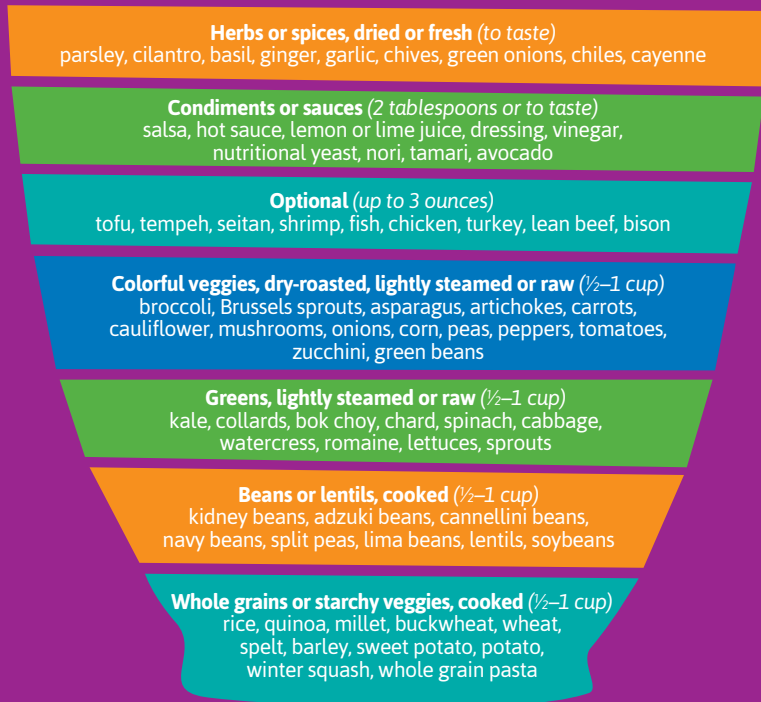 Herbs or spices, dried or fresh (to taste)
parsley, cilantro, basil, ginger, garlic, chives, green onions, chiles, cayenne
Condiments or sauces (2 tablespoons or to taste)
salsa, hot sauce, lemon or lime juice, dressing, vinegar,
nutritional yeast, nori, tamari, avocado
Optional (up to 3 ounces)
tofu, tempeh, seitan, shrimp, fish, chicken, turkey, lean beef, bison
Colorful veggies, dry-roasted, lightly steamed or raw (½–1 cup)
broccoli, Brussels sprouts, asparagus, artichokes, carrots,
cauliflower, mushrooms, onions, corn, peas, peppers, tomatoes,
zucchini, green beans
Greens, lightly steamed or raw (½–1 cup)
kale, collards, bok choy, chard, spinach, cabbage,
watercress, romaine, lettuces, sprouts
Beans or lentils, cooked (½–1 cup)
kidney beans, adzuki beans, cannellini beans,
navy beans, split peas, lima beans, lentils, soybeans
Whole grains or starchy veggies, cooked (½–1 cup)
rice, quinoa, millet, buckwheat, wheat,
spelt, barley, sweet potato, potato,
winter squash, whole grain pasta